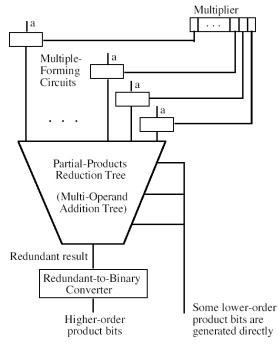 Multiplier
. . .
a
Multiple-
Forming
Circuits
a
a
a
. . .
Partial-Products
Reduction Tree
(Multi-Operand
Addition Tree)
Redundant result
Redundant-to-Binary
Converter
Higher-order
product bits
Some lower-order
product bits are
generated directly